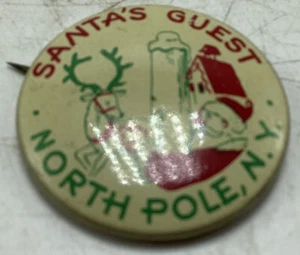 SANTA'S GUEST
· NORTH POLE, N.Y. ·